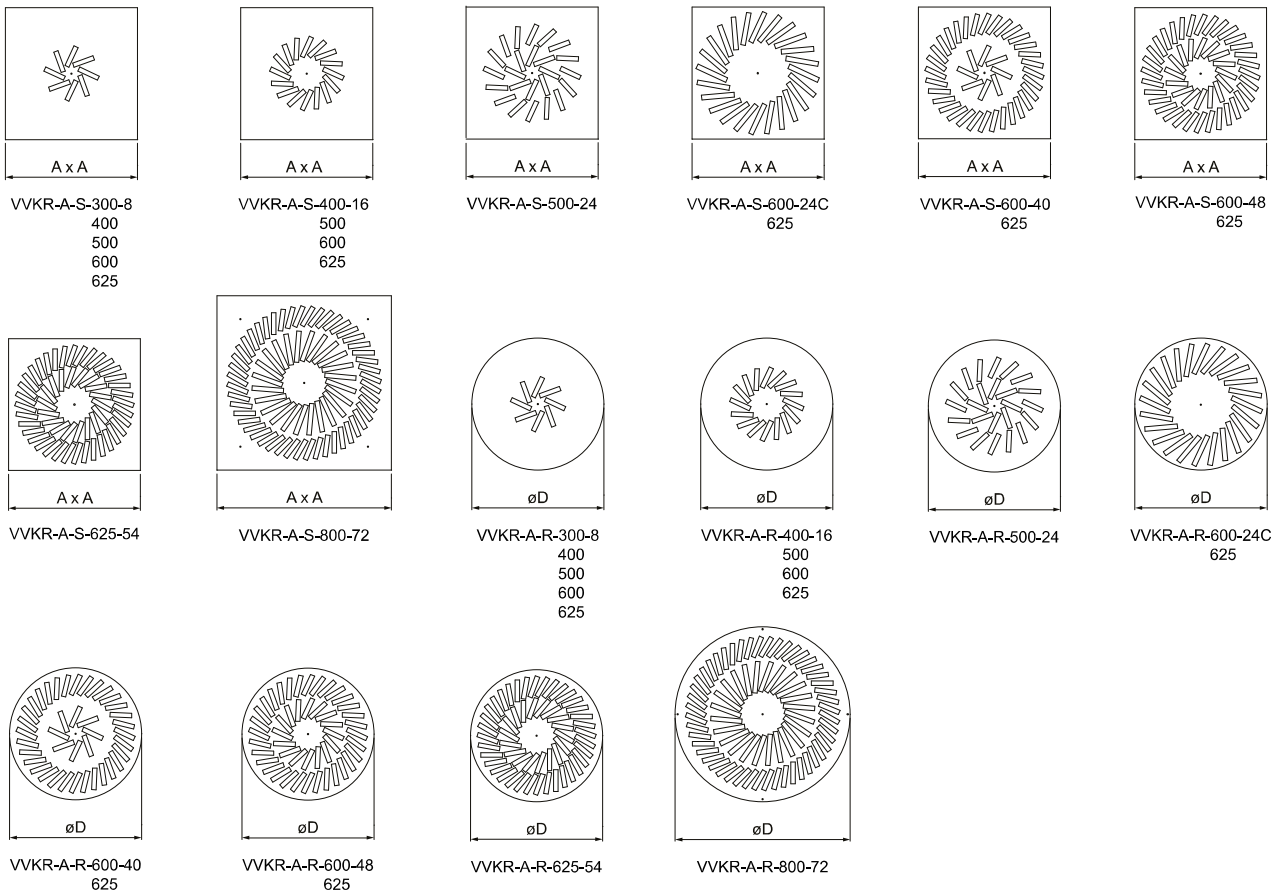 A x A
A x A
A x A
A x A
A x A
A x A
VVKR-A-S-300-8
400
500
600
625
VVKR-A-S-400-16
500
600
625
VVKR-A-S-500-24
VVKR-A-S-600-24C
625
VVKR-A-S-600-40
625
VVKR-A-S-600-48
625
A x A
A x A
øD
øD
øD
øD
VVKR-A-S-625-54
VVKR-A-S-800-72
VVKR-A-R-300-8
400
500
600
625
VVKR-A-R-400-16
500
600
625
VVKR-A-R-500-24
VVKR-A-R-600-24C
625
øD
øD
øD
øD
VVKR-A-R-600-40
625
VVKR-A-R-600-48
625
VVKR-A-R-625-54
VVKR-A-R-800-72